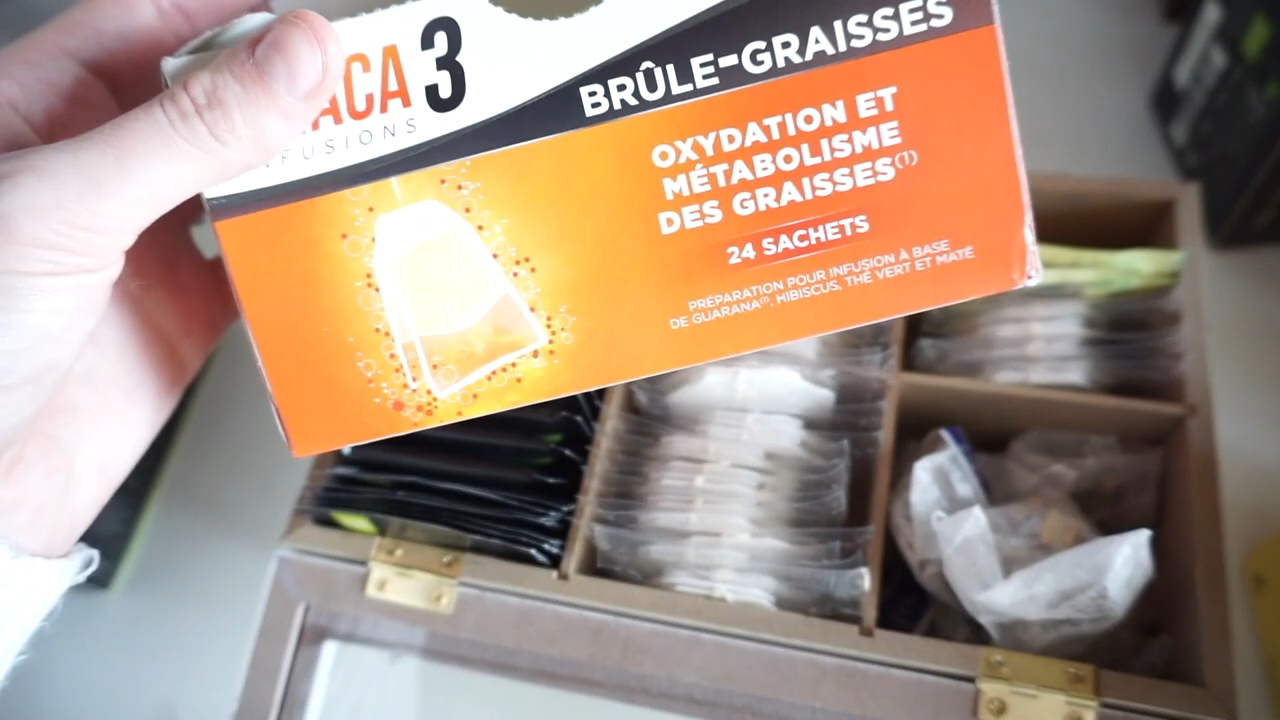 ACA 3
NFUSIONS
BRÛLE-GRAISSES
OXYDATION ET
MÉTABOLISME
DES GRAISSES(1)
24 SACHETS
PRÉPARATION POUR INFUSION À BASE
DE GUARANA(2), HIBISCUS, THÉ VERT ET MATÉ